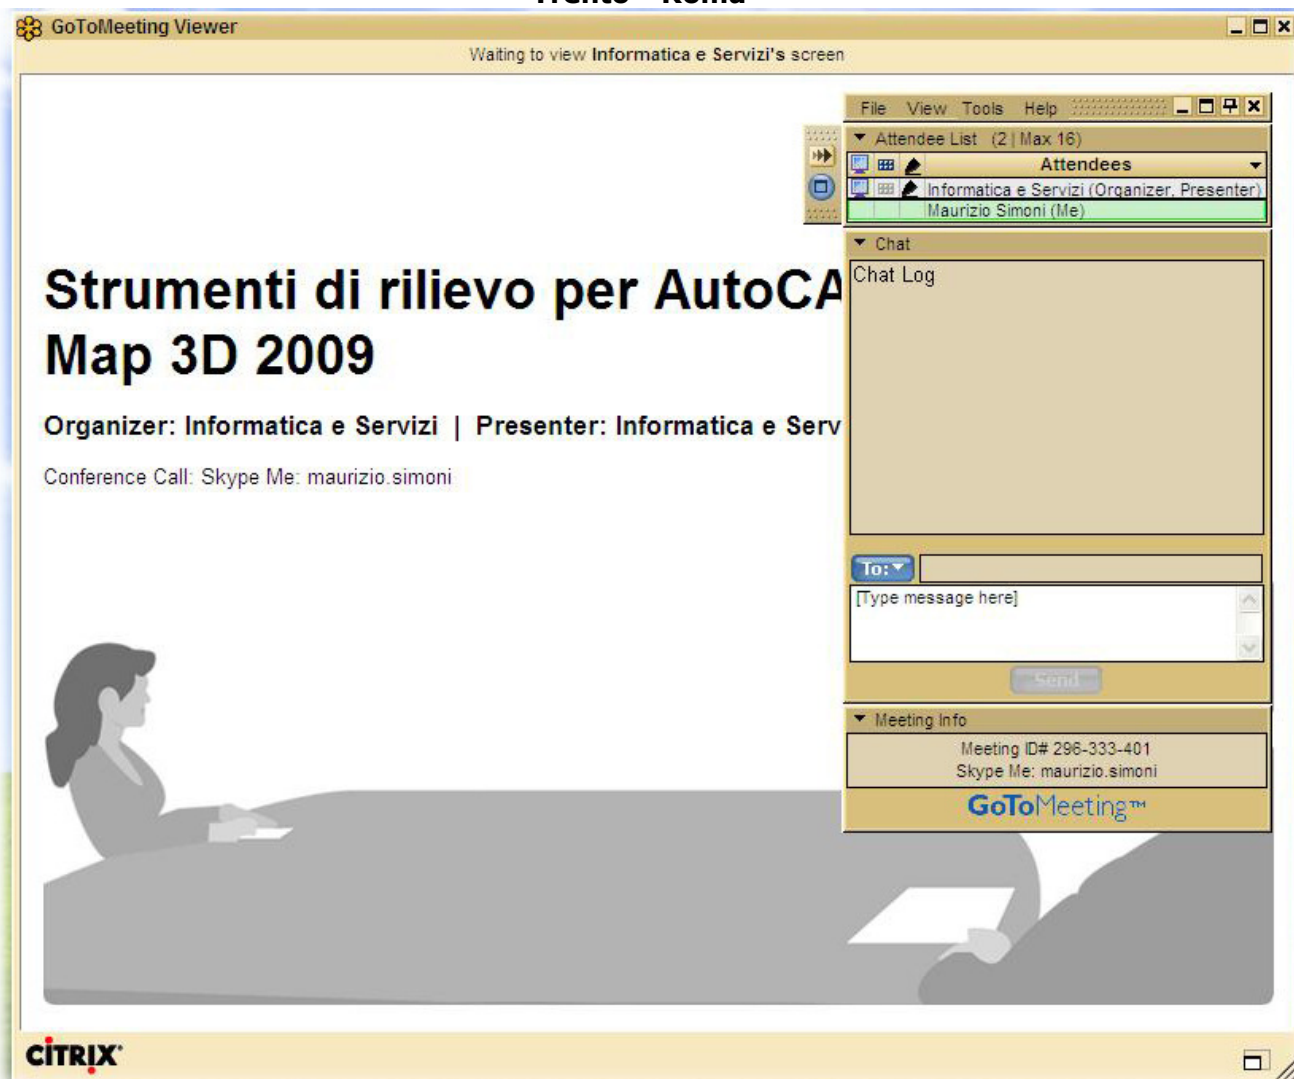 GoToMeeting Viewer
Waiting to view Informatica e Servizi's screen
File View Tools Help
Attendee List (2 | Max 16)
Attendees
Informatica e Servizi (Organizer, Presenter)
Maurizio Simoni (Me)
Chat
Chat Log
Strumenti di rilievo per AutoCA
Map 3D 2009
Organizer: Informatica e Servizi | Presenter: Informatica e Serv
Conference Call: Skype Me: maurizio.simoni
To:
[Type message here]
Send
Meeting Info
Meeting ID# 296-333-401
Skype Me: maurizio.simoni
GoToMeeting™
CİTRIX